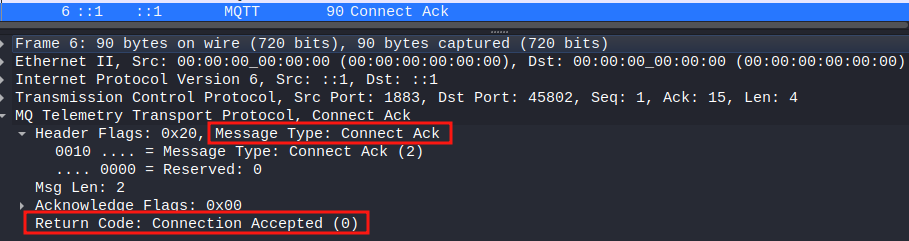 6 ::1 ::1 MQTT 90 Connect Ack
Frame 6: 90 bytes on wire (720 bits), 90 bytes captured (720 bits)
Ethernet II, Src: 00:00:00_00:00:00 (00:00:00:00:00:00), Dst: 00:00:00_00:00:00 (00:00:00:00:00:00)
Internet Protocol Version 6, Src: ::1, Dst: ::1
Transmission Control Protocol, Src Port: 1883, Dst Port: 45802, Seq: 1, Ack: 15, Len: 4
MQ Telemetry Transport Protocol, Connect Ack
Header Flags: 0x20, Message Type: Connect Ack
0010 .... = Message Type: Connect Ack (2)
.... 0000 = Reserved: 0
Msg Len: 2
Acknowledge Flags: 0x00
Return Code: Connection Accepted (0)